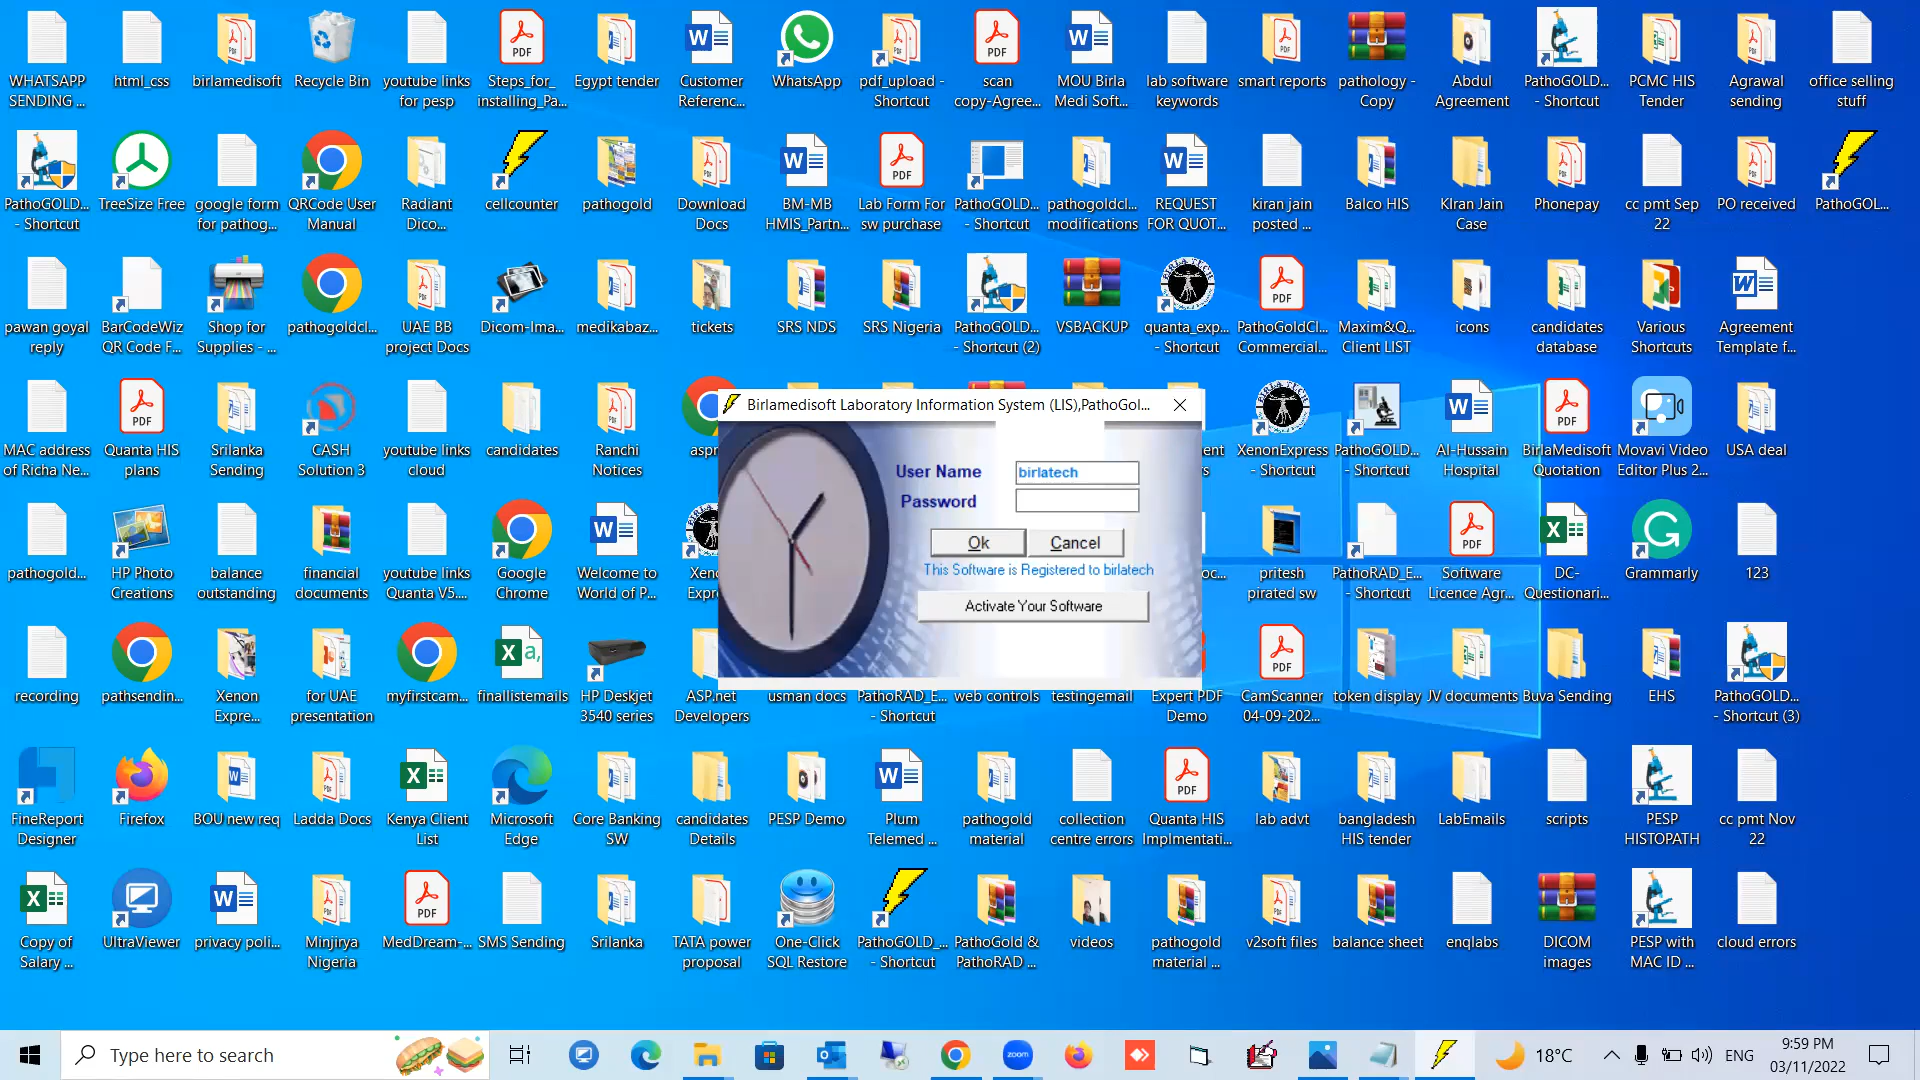 WHATSAPP
SENDING ...
html_css
birlamedisoft
Recycle Bin
youtube links
for pesp
Steps_for_
installing_Pa...
Egypt tender
Customer
Referenc...
WhatsApp
pdf_upload -
Shortcut
scan
copy-Agree...
MOU Birla
Medi Soft...
lab software
keywords
smart reports
pathology -
Copy
Abdul
Agreement
PathoGOLD...
- Shortcut
PCMC HIS
Tender
Agrawal
sending
office selling
stuff
PathoGOLD...
- Shortcut
TreeSize Free
google form
for pathog...
QRCode User
Manual
Radiant
Dico...
cellcounter
pathogold
Download
Docs
BM-MB
HMIS_Partn...
Lab Form For
sw purchase
PathoGOLD...
- Shortcut
pathogoldcl...
modifications
REQUEST
FOR QUOT...
kiran jain
posted ...
Balco HIS
KIran Jain
Case
Phonepay
cc pmt Sep
22
PO received
PathoGOL...
pawan goyal
reply
BarCodeWiz
QR Code F...
Shop for
Supplies - ...
pathogoldcl...
UAE BB
project Docs
Dicom-Ima...
medikabaz...
tickets
SRS NDS
SRS Nigeria
PathoGOLD...
- Shortcut (2)
VSBACKUP
quanta_exp...
- Shortcut
PathoGoldCl...
Commercial...
Maxim&Q...
Client LIST
icons
candidates
database
Various
Shortcuts
Agreement
Template f...
MAC address
of Richa Ne...
Quanta HIS
plans
Srilanka
Sending
CASH
Solution 3
youtube links
cloud
candidates
Ranchi
Notices
XenonExpress
- Shortcut
PathoGOLD...
- Shortcut
Al-Hussain
Hospital
BirlaMedisoft
Quotation
Movavi Video
Editor Plus 2...
USA deal
Birlamedisoft Laboratory Information System (LIS),PathoGol...
User Name
birlatech
Password
Ok
Cancel
This Software is Registered to birlatech
Activate Your Software
pathogold...
HP Photo
Creations
balance
outstanding
financial
documents
youtube links
Quanta V5....
Google
Chrome
Welcome to
World of P...
pritesh
pirated sw
PathoRAD_E...
- Shortcut
Software
Licence Agr...
DC-
Questionari...
Grammarly
123
recording
pathsendin...
Xenon
Expre...
for UAE
presentation
myfirstcam...
finallistemails
HP Deskjet
3540 series
ASP.net
Developers
usman docs
PathoRAD_E...
- Shortcut
web controls
testingemail
Expert PDF
Demo
CamScanner
04-09-202...
token display
JV documents
Buva Sending
EHS
PathoGOLD...
- Shortcut (3)
FineReport
Designer
Firefox
BOU new req
Ladda Docs
Kenya Client
List
Microsoft
Edge
Core Banking
SW
candidates
Details
PESP Demo
Plum
Telemed ...
pathogold
material
collection
centre errors
Quanta HIS
Implmentati...
lab advt
bangladesh
HIS tender
LabEmails
scripts
PESP
HISTOPATH
cc pmt Nov
22
Copy of
Salary ...
UltraViewer
privacy poli...
Minjirya
Nigeria
MedDream-...
SMS Sending
Srilanka
TATA power
proposal
One-Click
SQL Restore
PathoGOLD_...
- Shortcut
PathoGold &
PathoRAD ...
videos
pathogold
material ...
v2soft files
balance sheet
enqlabs
DICOM
images
PESP with
MAC ID ...
cloud errors
Type here to search
zoom
18°C
ENG
9:59 PM
03/11/2022